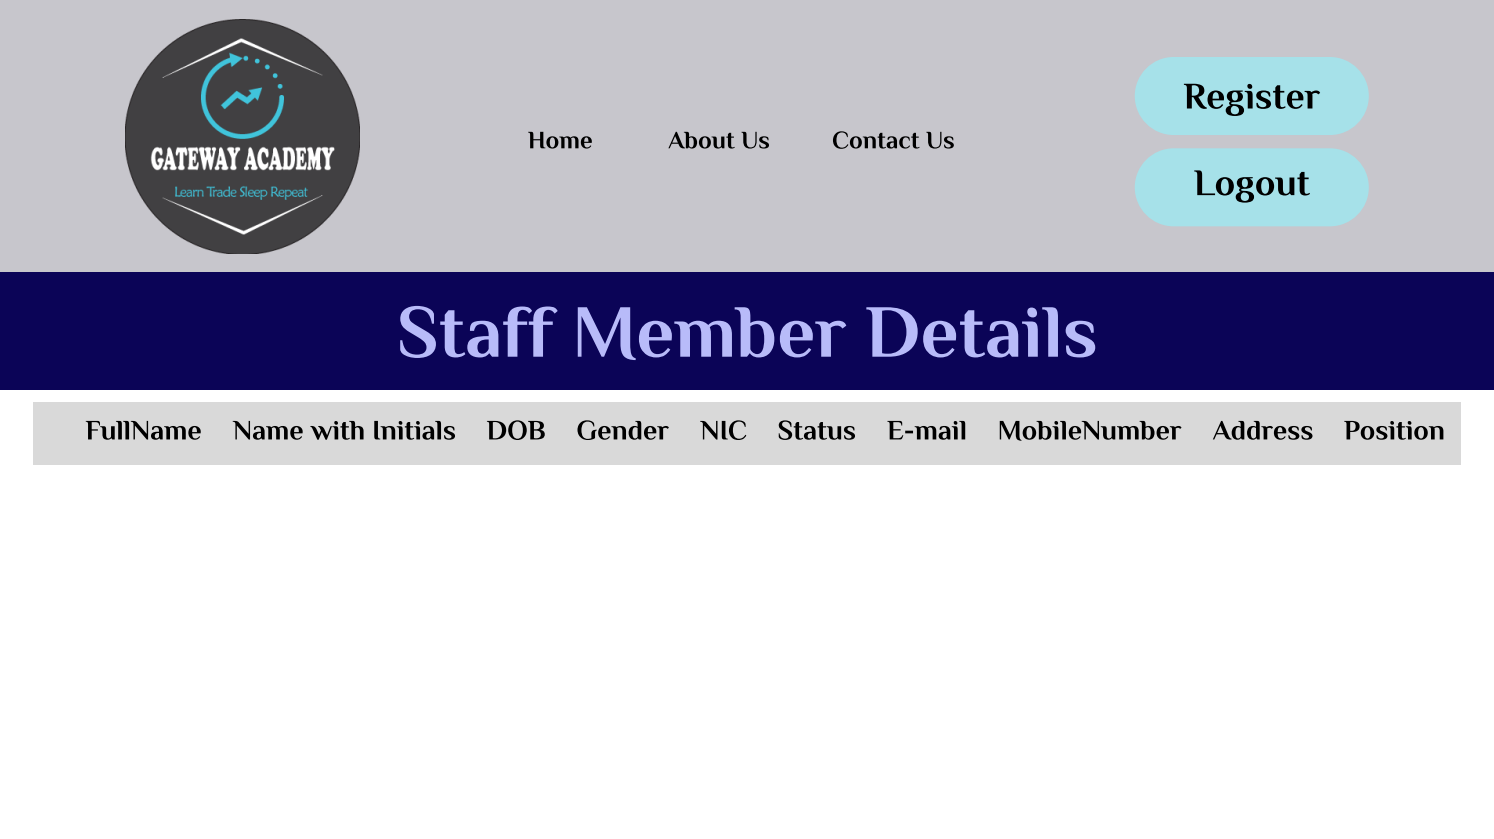 GATEWAY ACADEMY
Learn Trade Sleep Repeat
Home About Us Contact Us
Register
Logout
Staff Member Details
FullName Name with Initials DOB Gender NIC Status E-mail MobileNumber Address Position